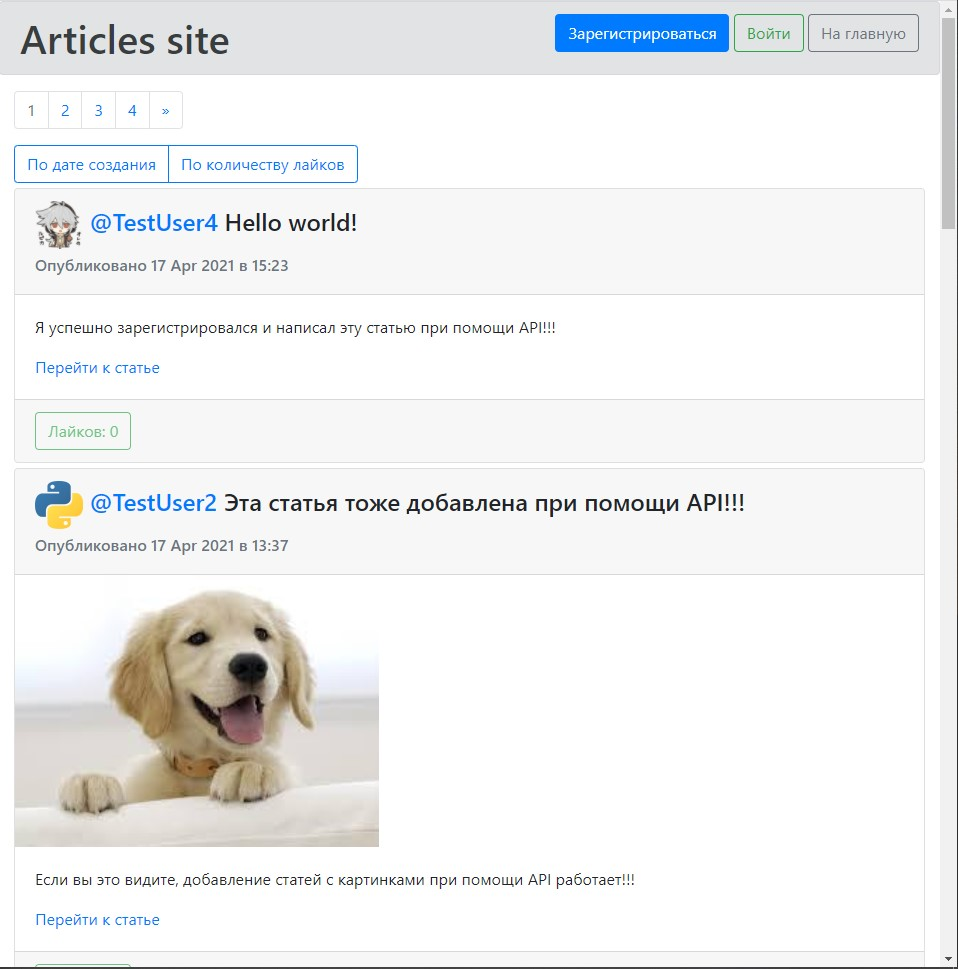 Articles site
Зарегистрироваться Войти На главную
1 2 3 4 »
По дате создания По количеству лайков
@TestUser4 Hello world!
Опубликовано 17 Apr 2021 в 15:23
Я успешно зарегистрировался и написал эту статью при помощи API!!!
Перейти к статье
Лайков: 0
@TestUser2 Эта статья тоже добавлена при помощи API!!!
Опубликовано 17 Apr 2021 в 13:37
Если вы это видите, добавление статей с картинками при помощи API работает!!!
Перейти к статье